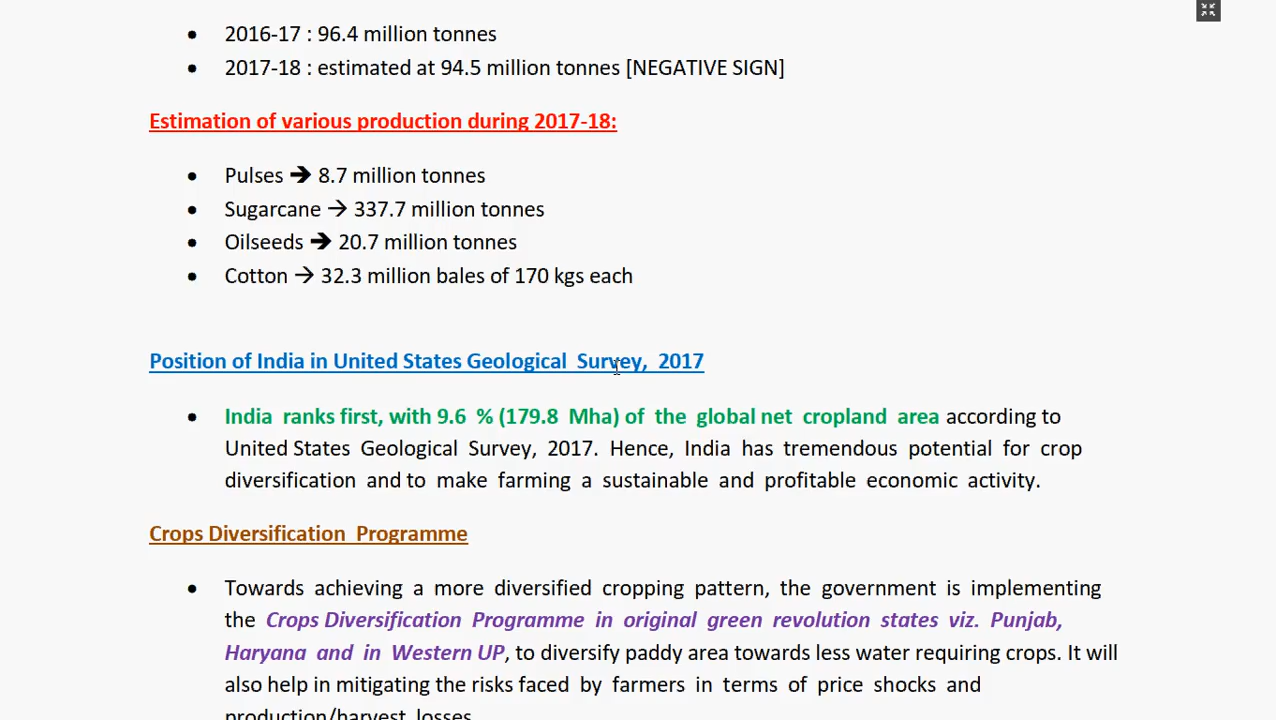 • 2016-17 : 96.4 million tonnes
• 2017-18 : estimated at 94.5 million tonnes [NEGATIVE SIGN]
Estimation of various production during 2017-18:
• Pulses ➔ 8.7 million tonnes
• Sugarcane → 337.7 million tonnes
• Oilseeds ➔ 20.7 million tonnes
• Cotton → 32.3 million bales of 170 kgs each
Position of India in United States Geological Survey, 2017
• India ranks first, with 9.6 % (179.8 Mha) of the global net cropland area according to
United States Geological Survey, 2017. Hence, India has tremendous potential for crop
diversification and to make farming a sustainable and profitable economic activity.
Crops Diversification Programme
• Towards achieving a more diversified cropping pattern, the government is implementing
the Crops Diversification Programme in original green revolution states viz. Punjab,
Haryana and in Western UP, to diversify paddy area towards less water requiring crops. It will
also help in mitigating the risks faced by farmers in terms of price shocks and
production/harvest losses.